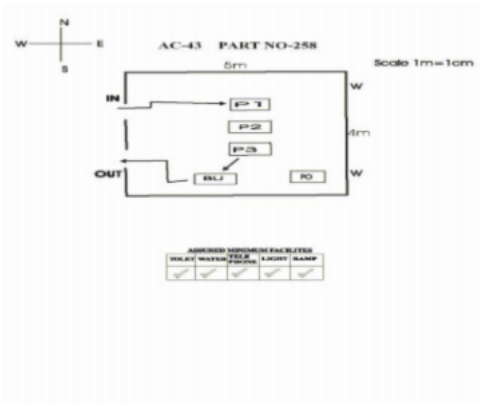 N
W E
S
AC-43 PART NO-258
5m
Scale 1m=1cm
IN
W
P1
P2
4m
P3
OUT
BU
PO
W
ASSURED MINIMUM FACILITES
TOILET WATER TELE PHONE LIGHT RAMP